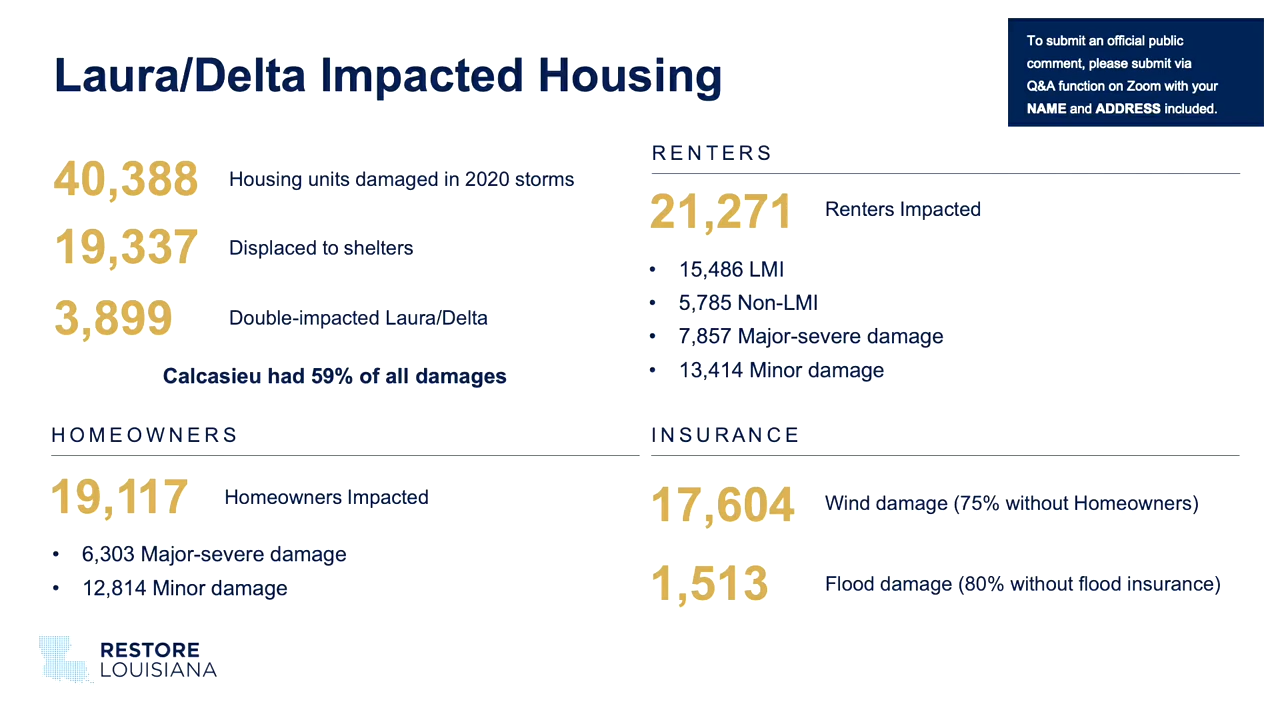 Laura/Delta Impacted Housing
To submit an official public
comment, please submit via
Q&A function on Zoom with your
NAME and ADDRESS included.
40,388 Housing units damaged in 2020 storms
19,337 Displaced to shelters
3,899 Double-impacted Laura/Delta
Calcasieu had 59% of all damages
RENTERS
21,271 Renters Impacted
• 15,486 LMI
• 5,785 Non-LMI
• 7,857 Major-severe damage
• 13,414 Minor damage
HOMEOWNERS
19,117 Homeowners Impacted
• 6,303 Major-severe damage
• 12,814 Minor damage
INSURANCE
17,604 Wind damage (75% without Homeowners)
1,513 Flood damage (80% without flood insurance)
RESTORE
LOUISIANA